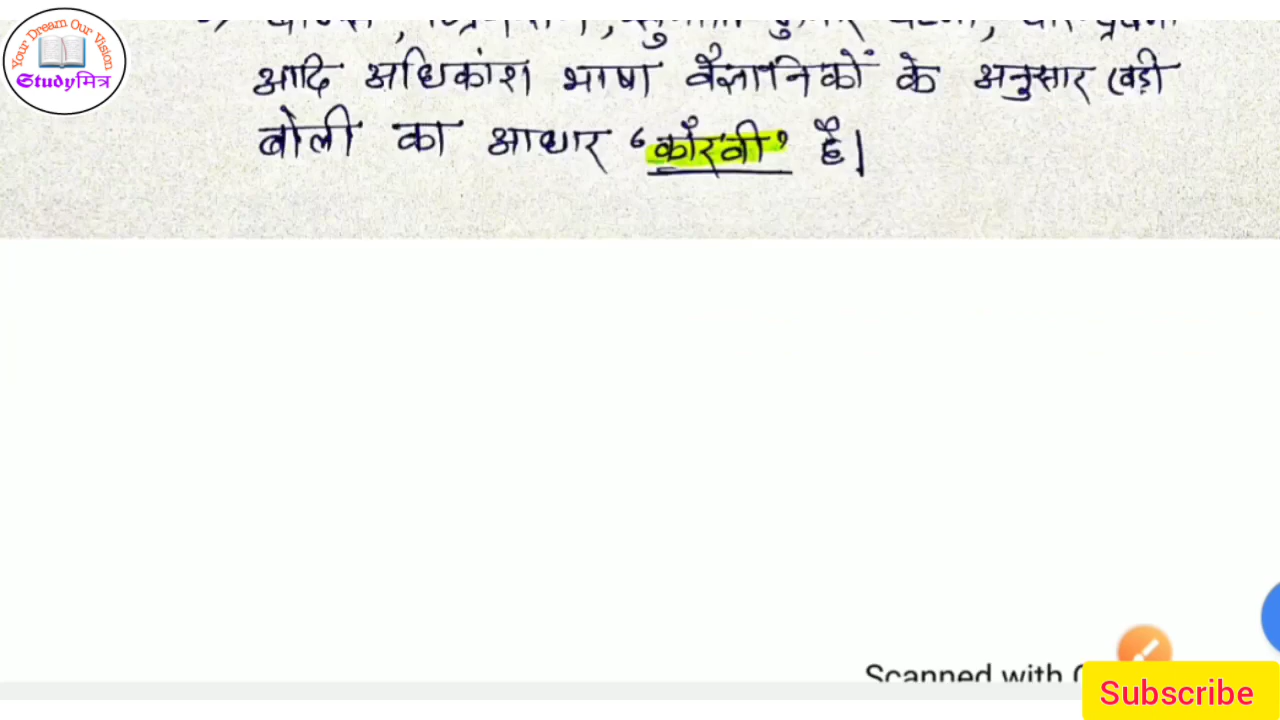 Your Dream Our Vision
Studyमित्र
आदि अधिकांश भाषा वैज्ञानिकों के अनुसार खड़ी
बोली का आधार ‘कौरवी’ है।
Scanned with
Subscribe